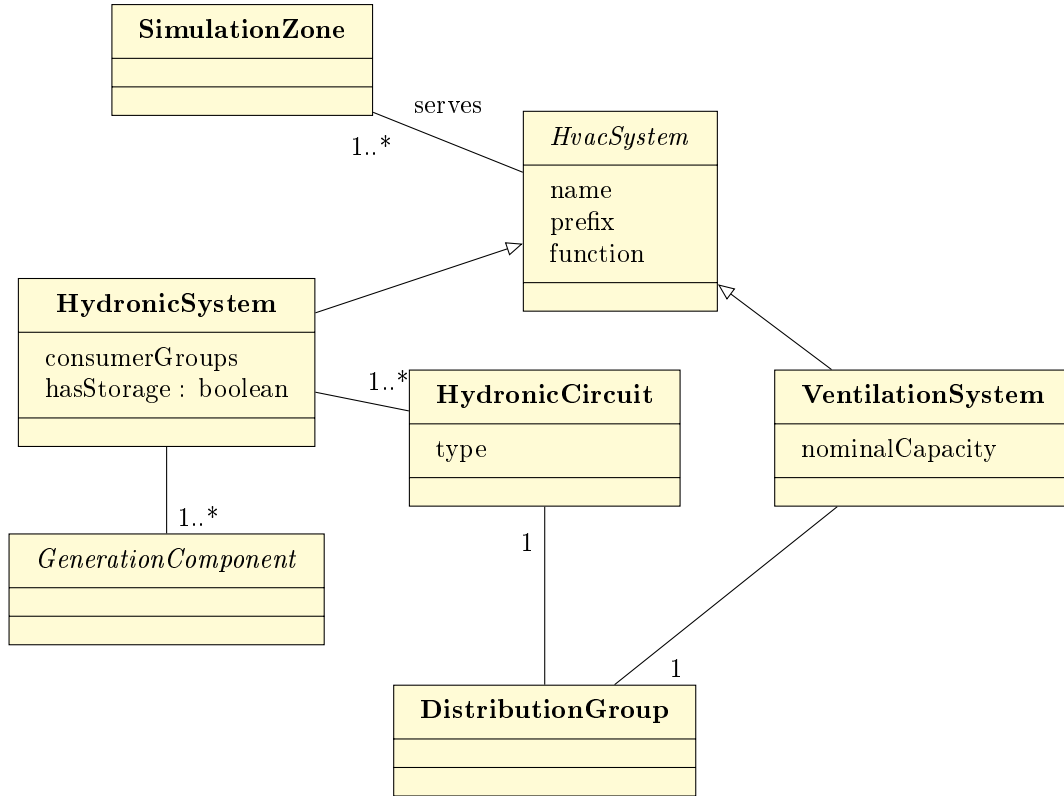 SimulationZone
serves
1..*
HvacSystem
name
prefix
function
HydronicSystem
consumerGroups
hasStorage : boolean
1..*
HydronicCircuit
type
VentilationSystem
nominalCapacity
1..*
GenerationComponent
1
1
DistributionGroup